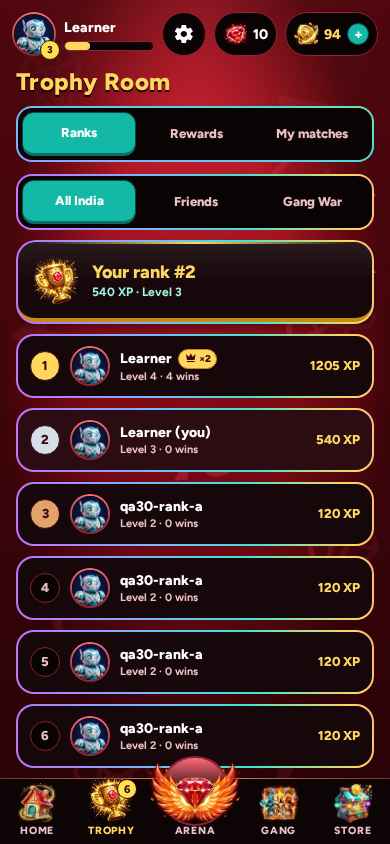 Learner
3
10
94 +
Trophy Room
Ranks Rewards My matches
All India Friends Gang War
Your rank #2
540 XP · Level 3
1 Learner ×2 1205 XP
Level 4 · 4 wins
2 Learner (you) 540 XP
Level 3 · 0 wins
3 qa30-rank-a 120 XP
Level 2 · 0 wins
4 qa30-rank-a 120 XP
Level 2 · 0 wins
5 qa30-rank-a 120 XP
Level 2 · 0 wins
6 qa30-rank-a 120 XP
Level 2 · 0 wins
6
HOME TROPHY ARENA GANG STORE